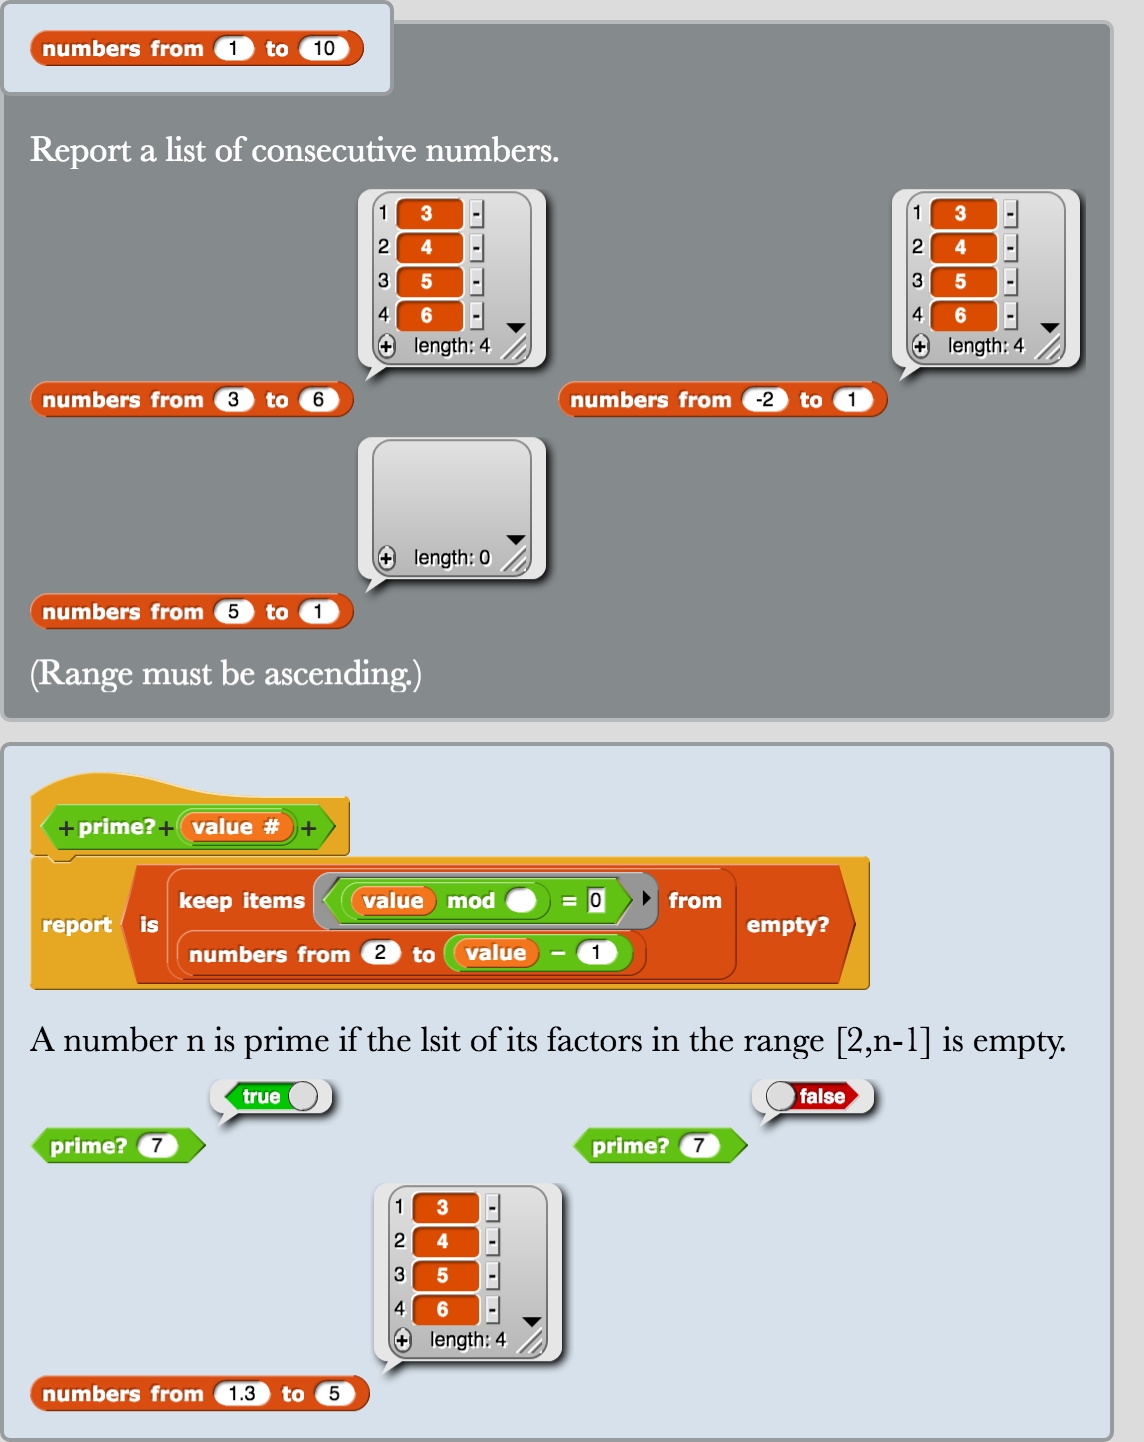 numbers from 1 to 10
Report a list of consecutive numbers.
1 3 -
2 4 -
3 5 -
4 6 -
+ length: 4
numbers from 3 to 6
1 3 -
2 4 -
3 5 -
4 6 -
+ length: 4
numbers from -2 to 1
+ length: 0
numbers from 5 to 1
(Range must be ascending.)
+ prime? + value # +
report is keep items value mod = 0 from
numbers from 2 to value - 1
empty?
A number n is prime if the lsit of its factors in the range [2,n-1] is empty.
true
prime? 7
false
prime? 7
1 3 -
2 4 -
3 5 -
4 6 -
+ length: 4
numbers from 1.3 to 5